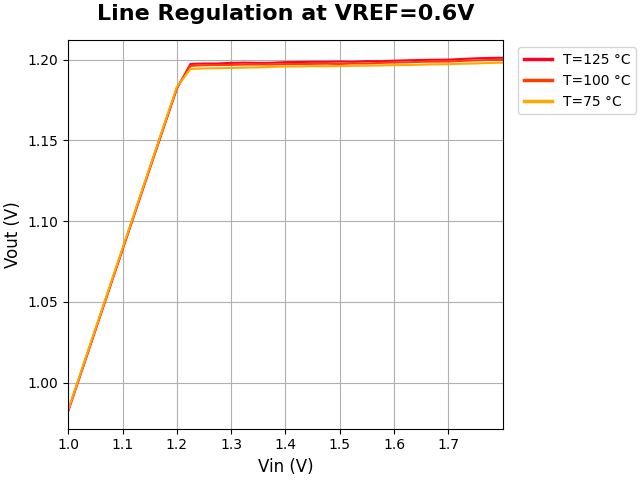 Line Regulation at VREF=0.6V
T=125 °C
T=100 °C
T=75 °C
1.20
1.15
1.10
1.05
1.00
Vout (V)
1.0 1.1 1.2 1.3 1.4 1.5 1.6 1.7
Vin (V)